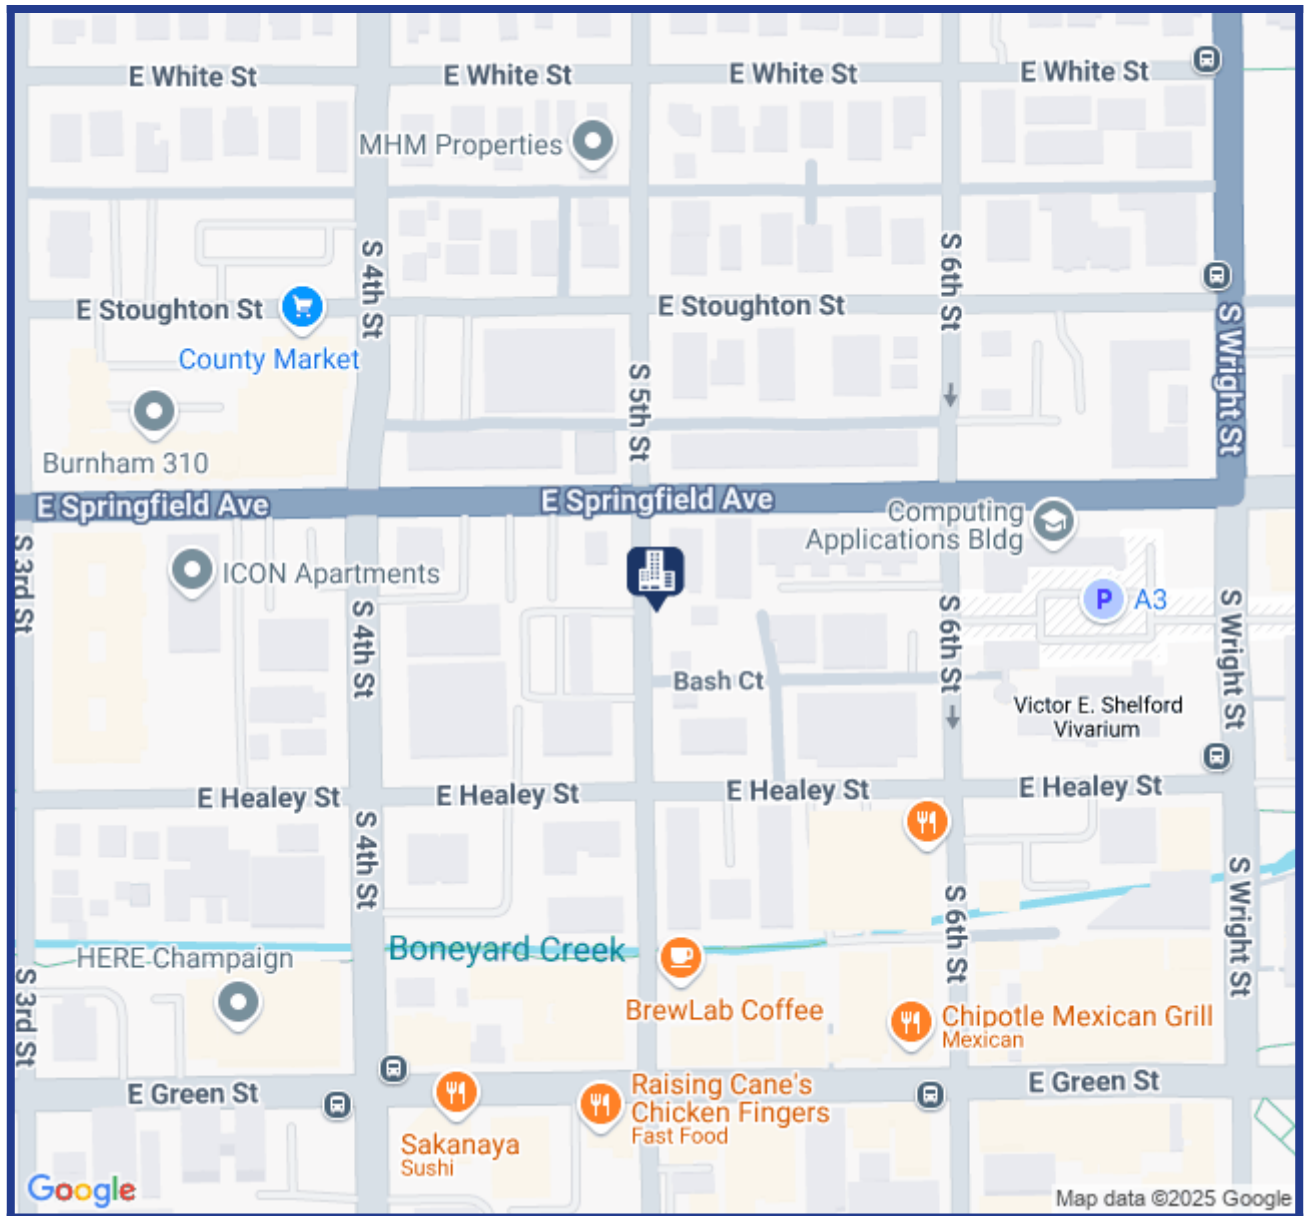 E White St
E White St
E White St
E White St
MHM Properties
S 4th St
S 6th St
E Stoughton St
E Stoughton St
County Market
S Wright St
S 5th St
Burnham 310
E Springfield Ave
E Springfield Ave
Computing
Applications Bldg
S 3rd St
ICON Apartments
P
A3
S 4th St
S 6th St
S Wright St
Bash Ct
Victor E. Shelford
Vivarium
E Healey St
E Healey St
E Healey St
E Healey St
S 4th St
S 6th St
S Wright St
Boneyard Creek
HERE Champaign
S 3rd St
BrewLab Coffee
Chipotle Mexican Grill
Mexican
E Green St
E Green St
Raising Cane's
Chicken Fingers
Fast Food
Sakanaya
Sushi
Google
Map data ©2025 Google